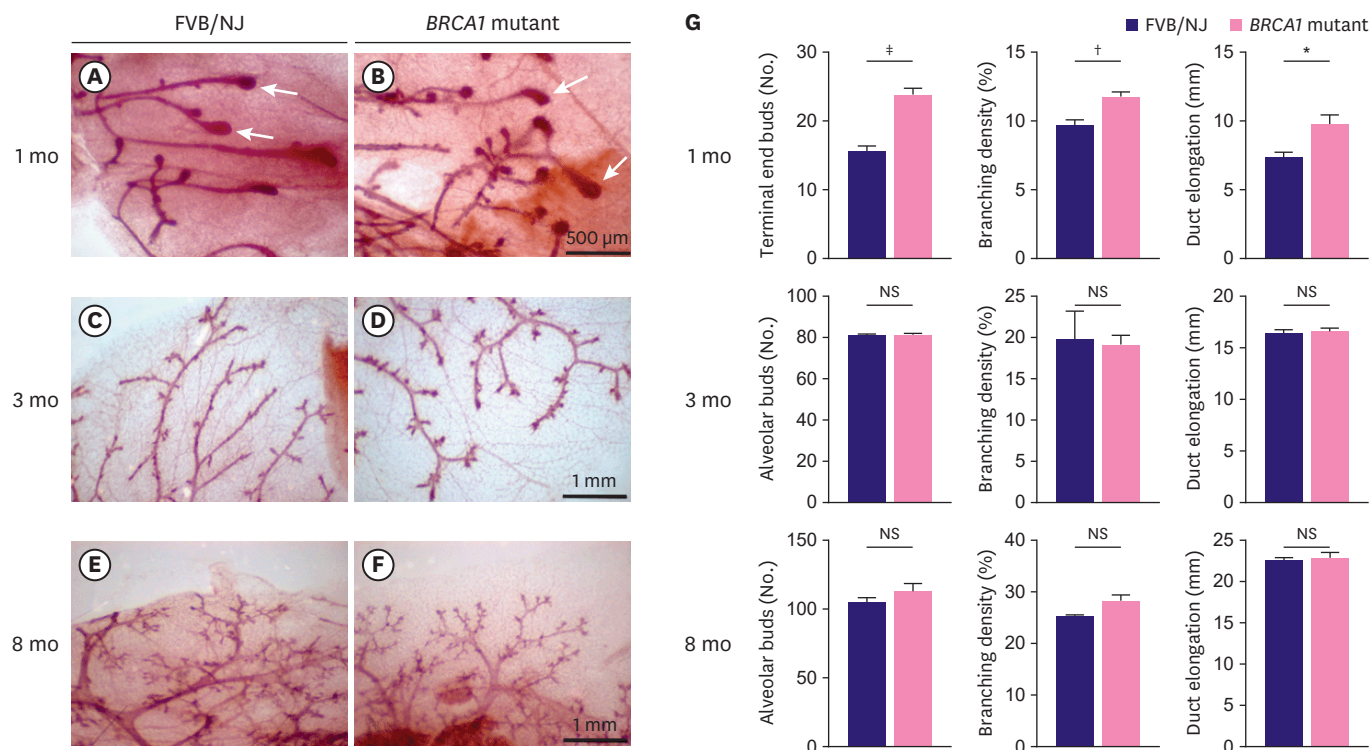 FVB/NJ
BRCA1 mutant
1 mo
A
B
500 µm
3 mo
C
D
1 mm
8 mo
E
F
1 mm
G
FVB/NJ
BRCA1 mutant
Terminal end buds (No.)
30
20
10
0
‡
Branching density (%)
15
10
5
0
†
Duct elongation (mm)
15
10
5
0
*
1 mo
Alveolar buds (No.)
100
80
60
40
20
0
NS
Branching density (%)
25
20
15
10
5
0
NS
Duct elongation (mm)
20
15
10
5
0
NS
3 mo
Alveolar buds (No.)
150
100
50
0
NS
Branching density (%)
40
30
20
10
0
NS
Duct elongation (mm)
25
20
15
10
5
0
NS
8 mo